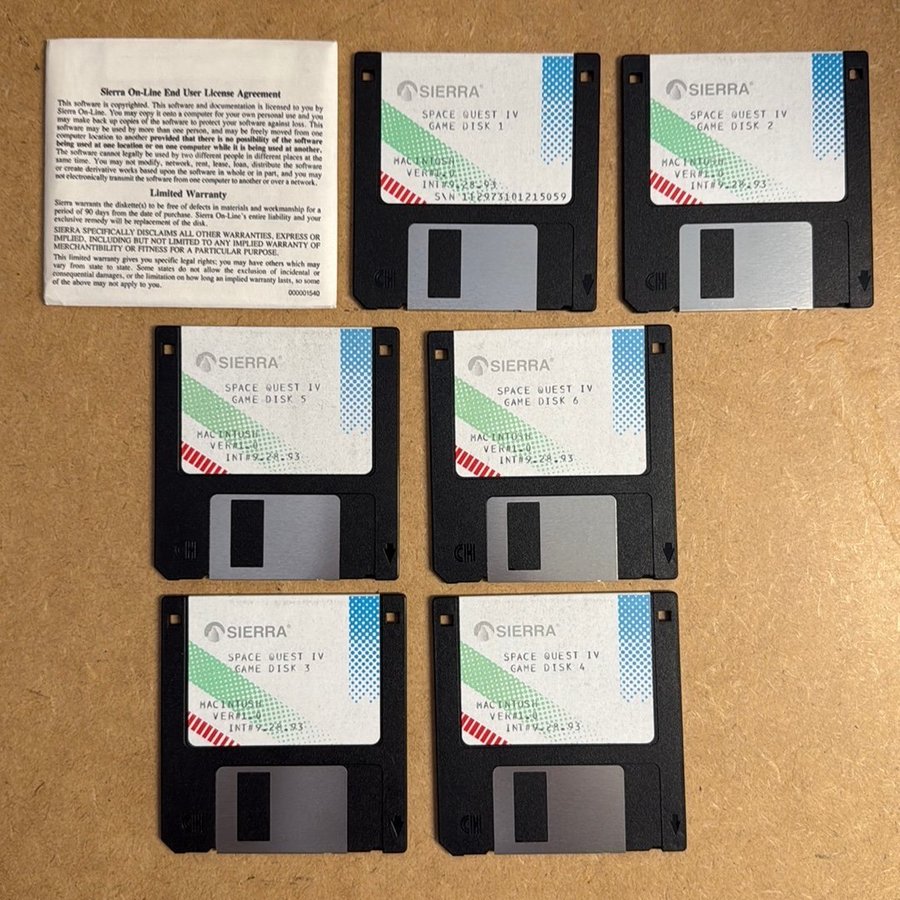 Sierra On-Line End User License Agreement
This software is copyrighted. This software and documentation is licensed to you by
Sierra On-Line. You may copy it onto a computer for your own personal use and you
may make back up copies of the software to protect your software against loss. This
software may be used by more than one person, and may be freely moved from one
computer location to another provided that there is no possibility of the software
being used at one location or on one computer while it is being used at another.
The software cannot legally be used by two different people in different places at the
same time. You may not modify, network, rent, lease, loan, distribute the software
or create derivative works based upon the software in whole or in part, and you may
not electronically transmit the software from one computer to another or over a network.
Limited Warranty
Sierra warrants the diskette(s) to be free of defects in materials and workmanship for a
period of 90 days from the date of purchase. Sierra On-Line's entire liability and your
exclusive remedy will be replacement of the disk.
SIERRA SPECIFICALLY DISCLAIMS ALL OTHER WARRANTIES, EXPRESS OR
IMPLIED, INCLUDING BUT NOT LIMITED TO ANY IMPLIED WARRANTY OF
MERCHANTIBILITY OR FITNESS FOR A PARTICULAR PURPOSE.
This limited warranty gives you specific legal rights; you may have others which may
vary from state to state. Some states do not allow the exclusion of incidental or
consequential damages, or the limitation on how long an implied warranty lasts, so some
of the above may not apply to you.
000001540
SIERRA®
SPACE QUEST IV
GAME DISK 1
MACINTOSH
VER#1.0
INT#9.28.93
S\N 112973101215059
CH
SIERRA®
SPACE QUEST IV
GAME DISK 2
MACINTOSH
VER#1.0
INT#9.28.93
CH
SIERRA®
SPACE QUEST IV
GAME DISK 5
MACINTOSH
VER#1.0
INT#9.28.93
CH
SIERRA®
SPACE QUEST IV
GAME DISK 6
MACINTOSH
VER#1.0
INT#9.28.93
CH
SIERRA®
SPACE QUEST IV
GAME DISK 3
MACINTOSH
VER#1.0
INT#9.28.93
CH
SIERRA®
SPACE QUEST IV
GAME DISK 4
MACINTOSH
VER#1.0
INT#9.28.93
CH